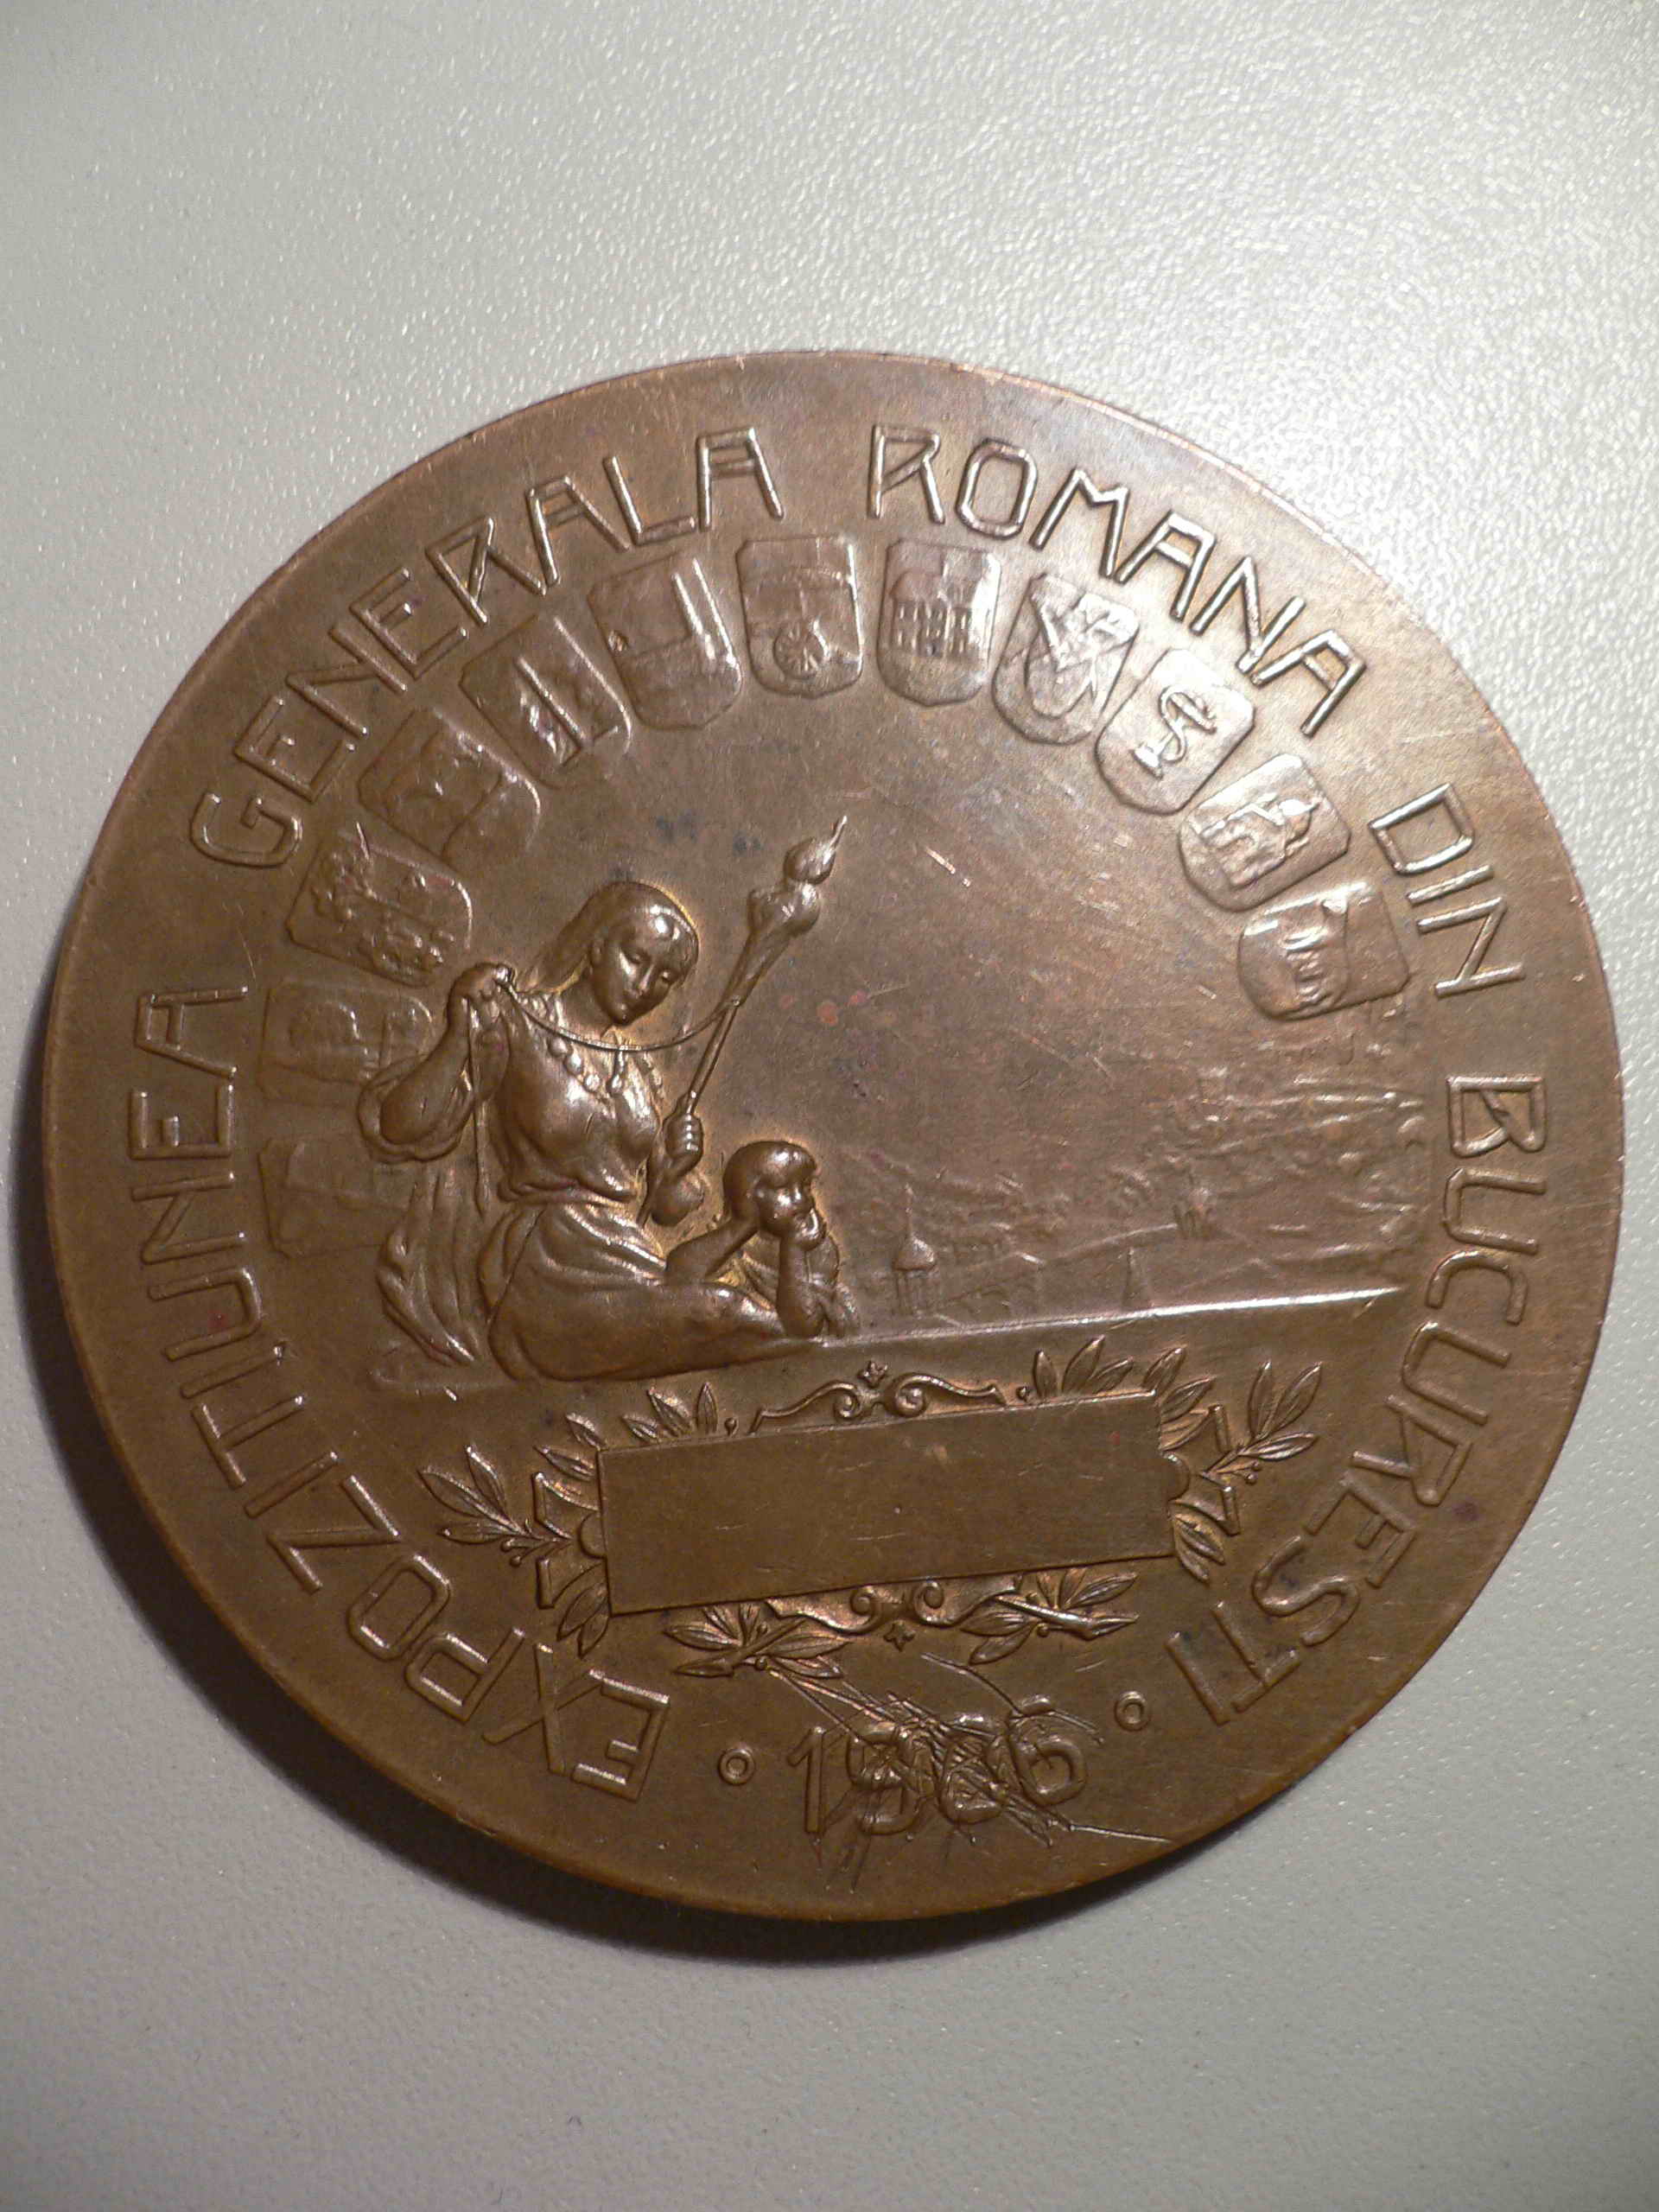 EXPOZITIUNEA GENERALA ROMANA DIN BUCURESTI
1906